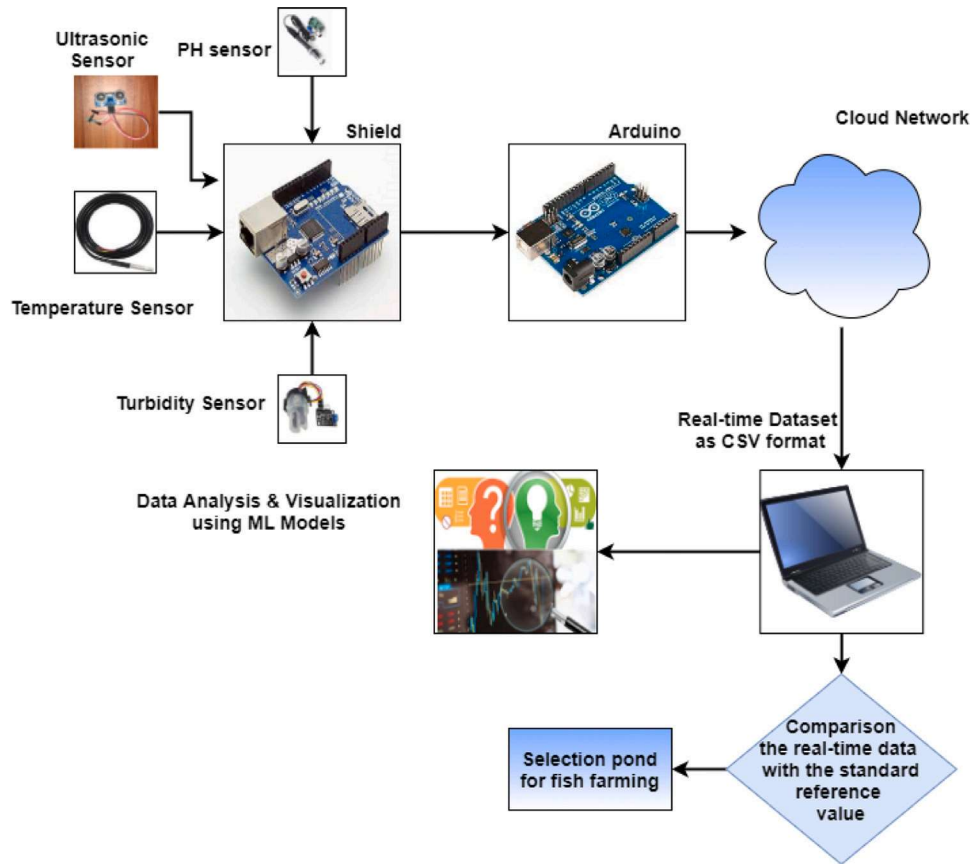 Ultrasonic
Sensor
PH sensor
Shield
Arduino
Cloud Network
Temperature Sensor
Turbidity Sensor
Real-time Dataset
as CSV format
Data Analysis & Visualization
using ML Models
?
Comparison
the real-time data
with the standard
reference
value
Selection pond
for fish farming